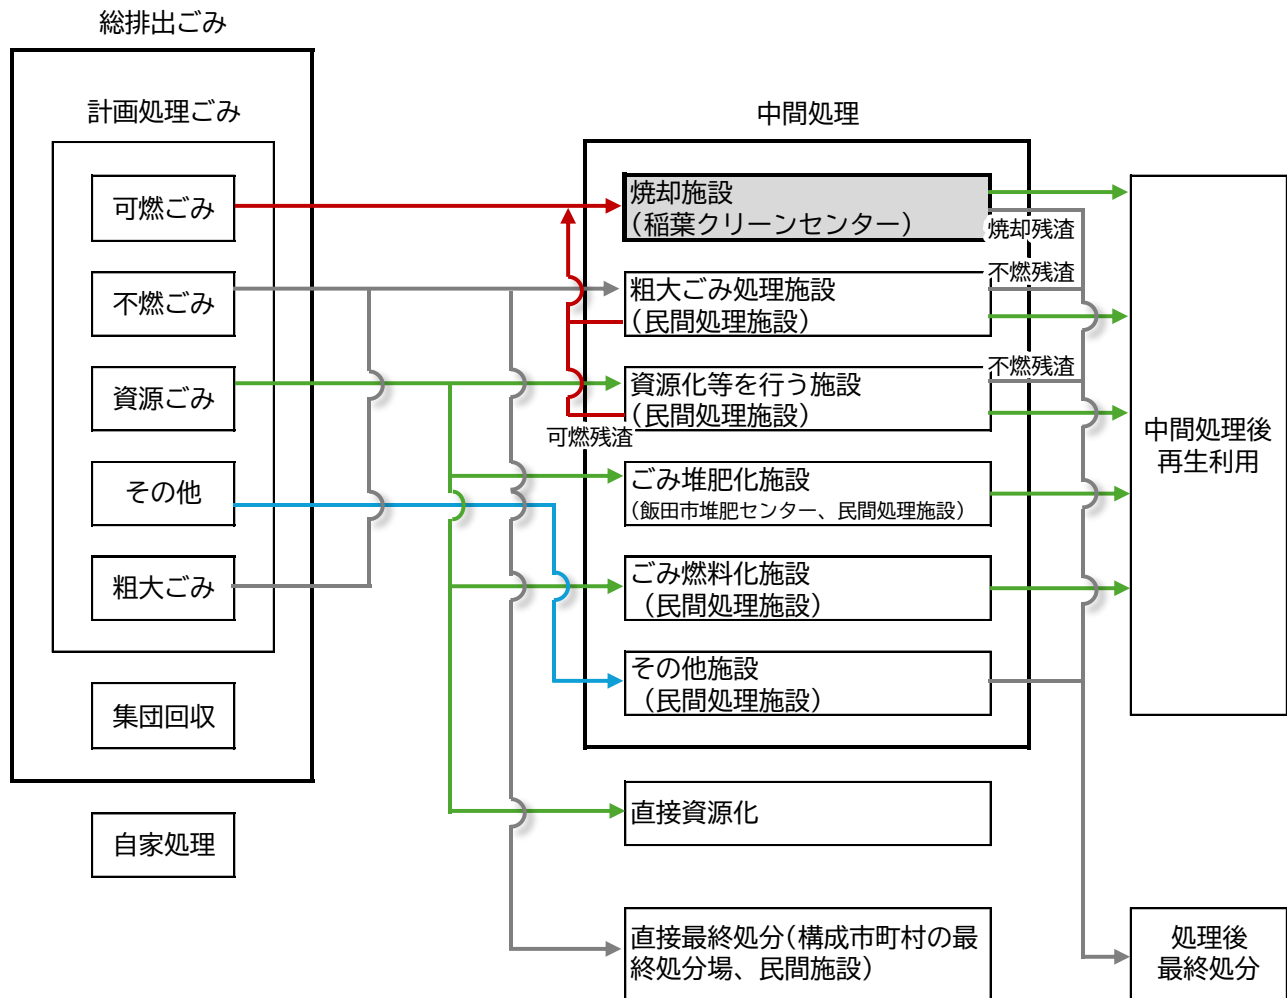 総排出ごみ
計画処理ごみ
可燃ごみ
不燃ごみ
資源ごみ
その他
粗大ごみ
集団回収
自家処理
中間処理
焼却施設
(稲葉クリーンセンター)
焼却残渣
粗大ごみ処理施設
(民間処理施設)
不燃残渣
資源化等を行う施設
(民間処理施設)
不燃残渣
可燃残渣
ごみ堆肥化施設
(飯田市堆肥センター、民間処理施設)
ごみ燃料化施設
(民間処理施設)
その他施設
(民間処理施設)
直接資源化
直接最終処分(構成市町村の最
終処分場、民間施設)
中間処理後
再生利用
処理後
最終処分